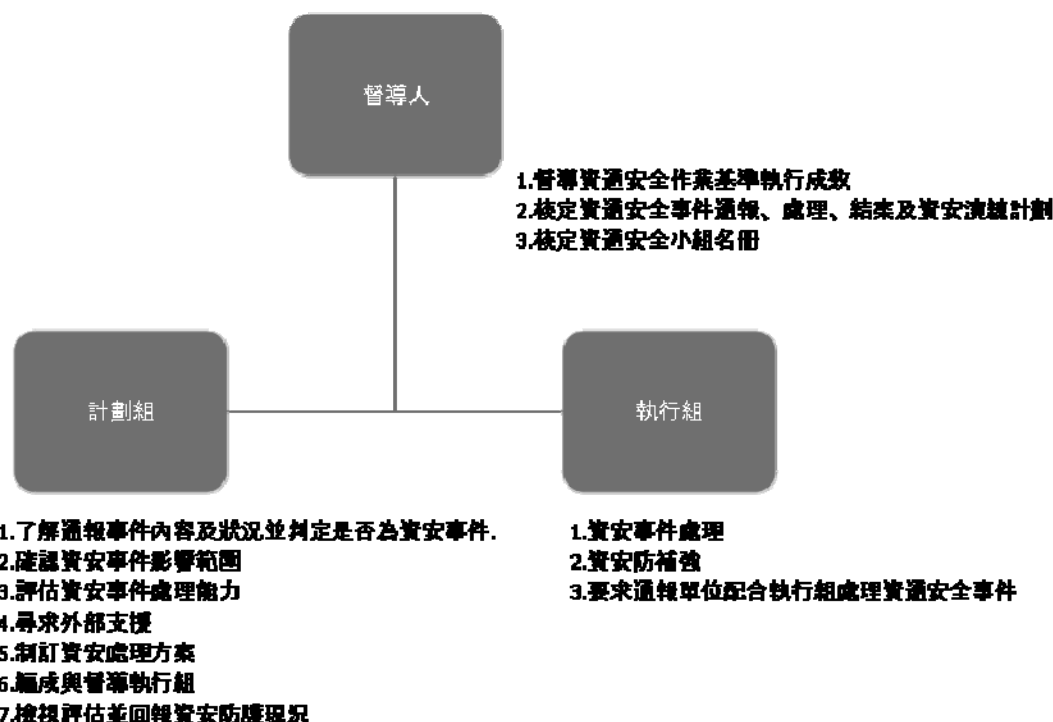 督導人
1.督導資通安全作業基準執行成效
2.核定資通安全事件通報、處理、結案及資安演練計劃
3.核定資通安全小組名冊
計劃組
執行組
1.了解通報事件內容及狀況並判定是否為資安事件.
2.確認資安事件影響範圍
3.評估資安事件處理能力
4.尋求外部支援
5.制訂資安處理方案
6.編成與督導執行組
7.檢視評估並回報資安防護現況
1.資安事件處理
2.資安防補強
3.要求通報單位配合執行組處理資通安全事件